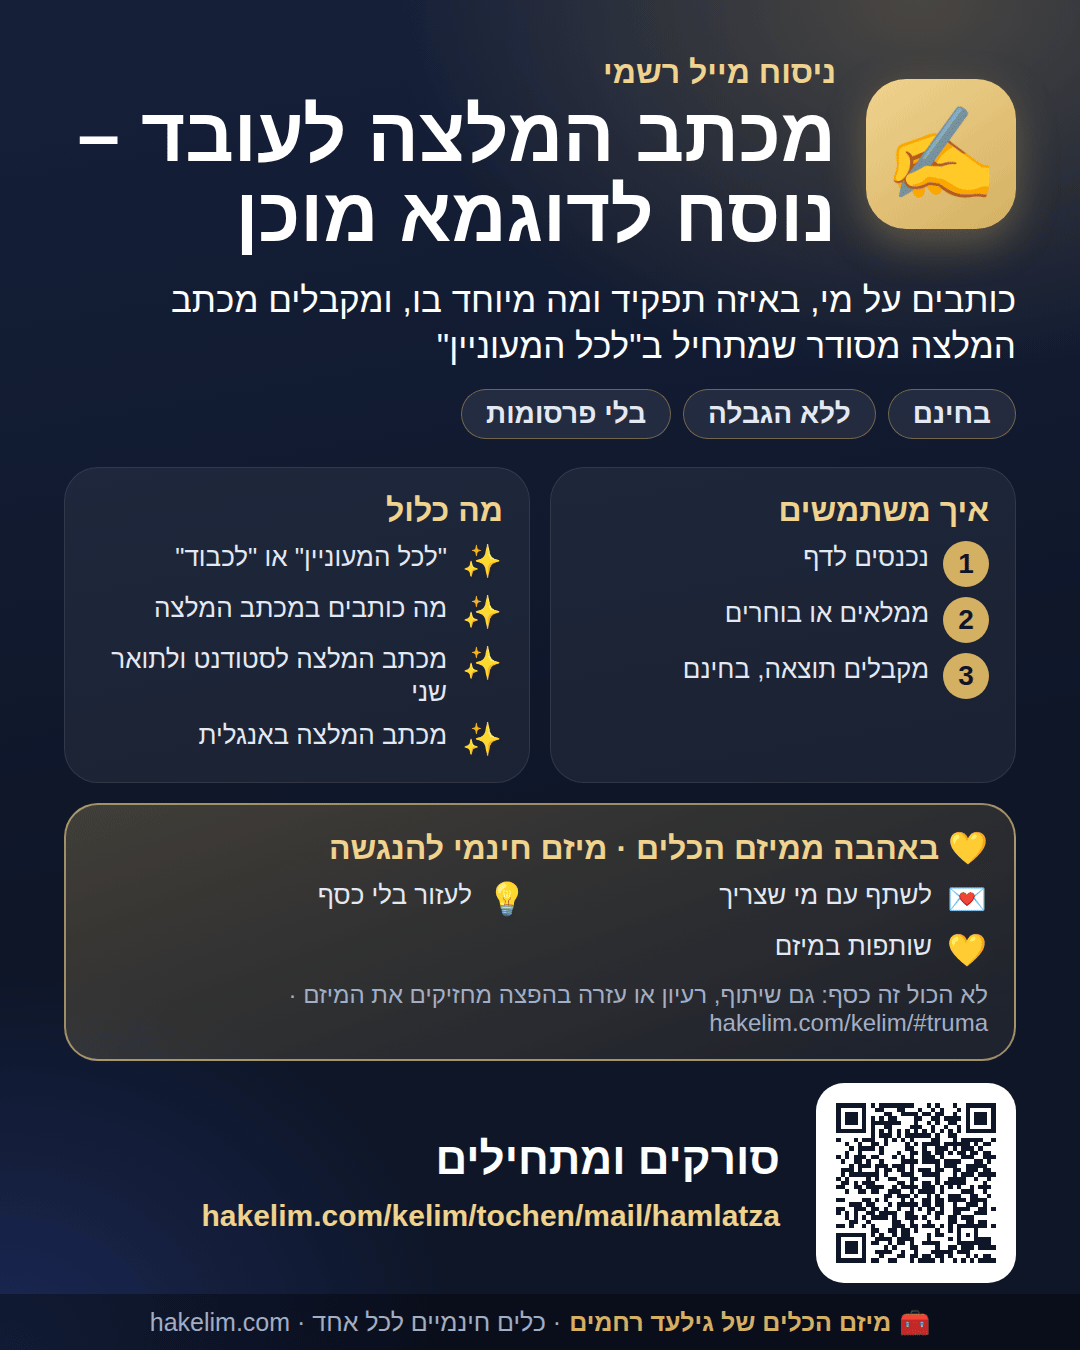 ניסוח מייל רשמי
מכתב המלצה לעובד –
נוסח לדוגמא מוכן
כותבים על מי, באיזה תפקיד ומה מיוחד בו, ומקבלים מכתב
המלצה מסודר שמתחיל ב"לכל המעוניין"
בחינם
ללא הגבלה
בלי פרסומות
איך משתמשים
1 נכנסים לדף
2 ממלאים או בוחרים
3 מקבלים תוצאה, בחינם
מה כלול
"לכל המעוניין" או "לכבוד"
מה כותבים במכתב המלצה
מכתב המלצה לסטודנט ולתואר
שני
מכתב המלצה באנגלית
באהבה ממיזם הכלים · מיזם חינמי להנגשה
לשתף עם מי שצריך
לעזור בלי כסף
שותפות במיזם
לא הכול זה כסף: גם שיתוף, רעיון או עזרה בהפצה מחזיקים את המיזם ·
hakelim.com/kelim/#truma
סורקים ומתחילים
hakelim.com/kelim/tochen/mail/hamlatza
מיזם הכלים של גילעד רחמים · כלים חינמיים לכל אחד · hakelim.com